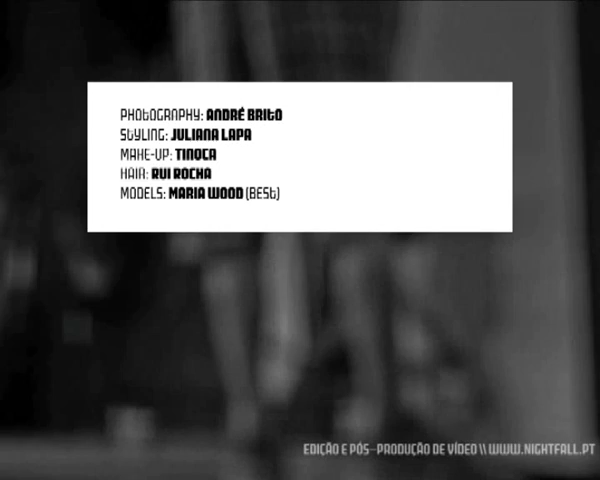 PHOtOGRAPHY: ANDRÉ BRItO
StYLING: JULIANA LAPA
MAKE-UP: TINOCA
HAIR: RUI ROCHA
MODELS: MARIA WOOD (BESt)
EDIÇÃO E PÓS-PRODUÇÃO DE VÍDEO \\ WWW.NIGHTFALL.PT